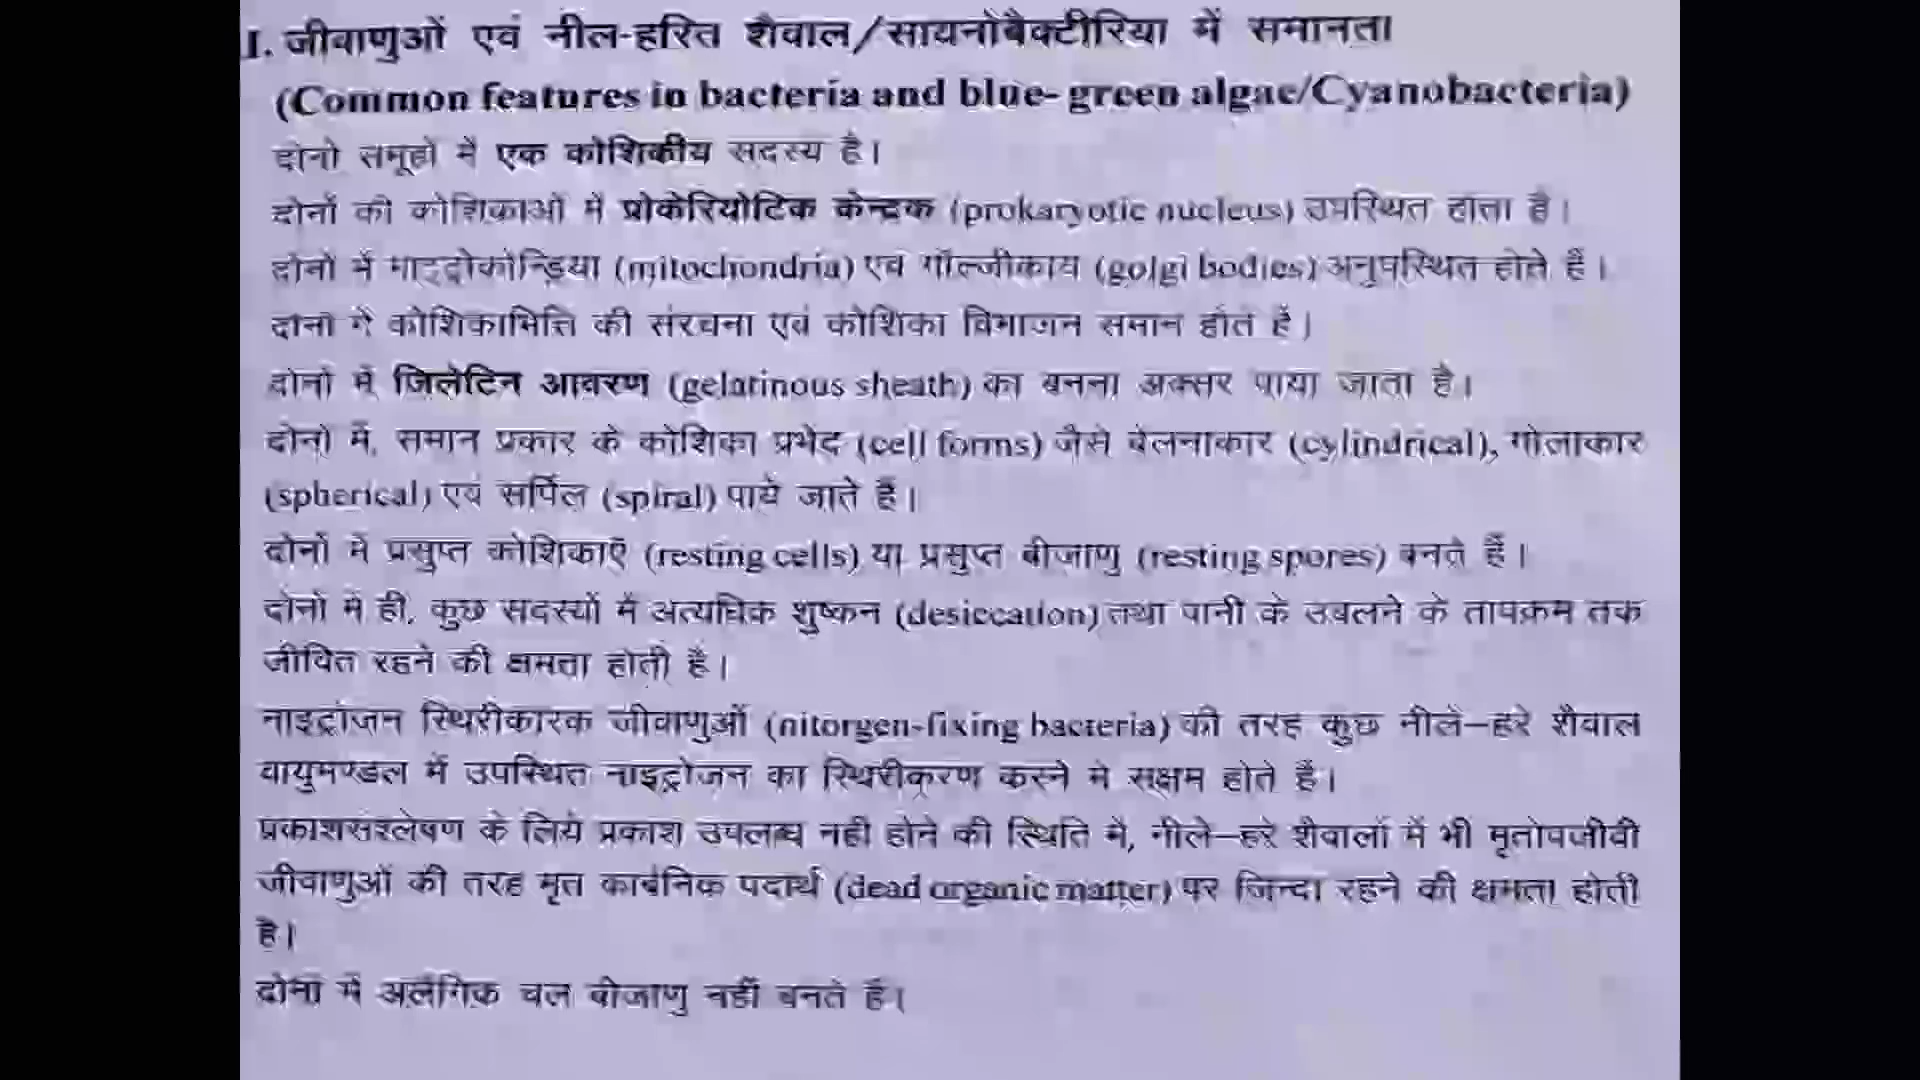 I. जीवाणुओं एवं नील-हरित शैवाल/सायनोबैक्टीरिया में समानता
(Common features in bacteria and blue- green algae/Cyanobacteria)
दोनों समूहों में एक कोशिकीय सदस्य है।
दोनों की कोशिकाओं में प्रोकेरियोटिक केन्द्रक (prokaryotic nucleus) उपस्थित होता है।
दोनों में माइट्रोकोन्ड्रिया (mitochondria) एवं गॉल्जीकाय (golgi bodies) अनुपस्थित होते हैं।
दोनों में कोशिकाभित्ति की संरचना एवं कोशिका विभाजन समान होते हैं।
दोनों में जिलेटिन आवरण (gelatinous sheath) का बनना अक्सर पाया जाता है।
दोनों में, समान प्रकार के कोशिका प्रभेद (cell forms) जैसे बेलनाकार (cylindrical), गोलाकार
(spherical) एवं सर्पिल (spiral) पाये जाते हैं।
दोनों में प्रसुप्त कोशिकाएँ (resting cells) या प्रसुप्त बीजाणु (resting spores) बनते हैं।
दोनों में ही, कुछ सदस्यों में अत्यधिक शुष्कन (desiccation) तथा पानी के उबलने के तापक्रम तक
जीवित रहने की क्षमता होती है।
नाइट्रोजन स्थिरीकारक जीवाणुओं (nitorgen-fixing bacteria) की तरह कुछ नीले-हरे शैवाल
वायुमण्डल में उपस्थित नाइट्रोजन का स्थिरीकरण करने में सक्षम होते हैं।
प्रकाशसंश्लेषण के लिये प्रकाश उपलब्ध नहीं होने की स्थिति में, नीले-हरे शैवालों में भी मृतोपजीवी
जीवाणुओं की तरह मृत कार्बनिक पदार्थ (dead organic matter) पर जिन्दा रहने की क्षमता होती
है।
दोनों में अलैंगिक चल बीजाणु नहीं बनते हैं।